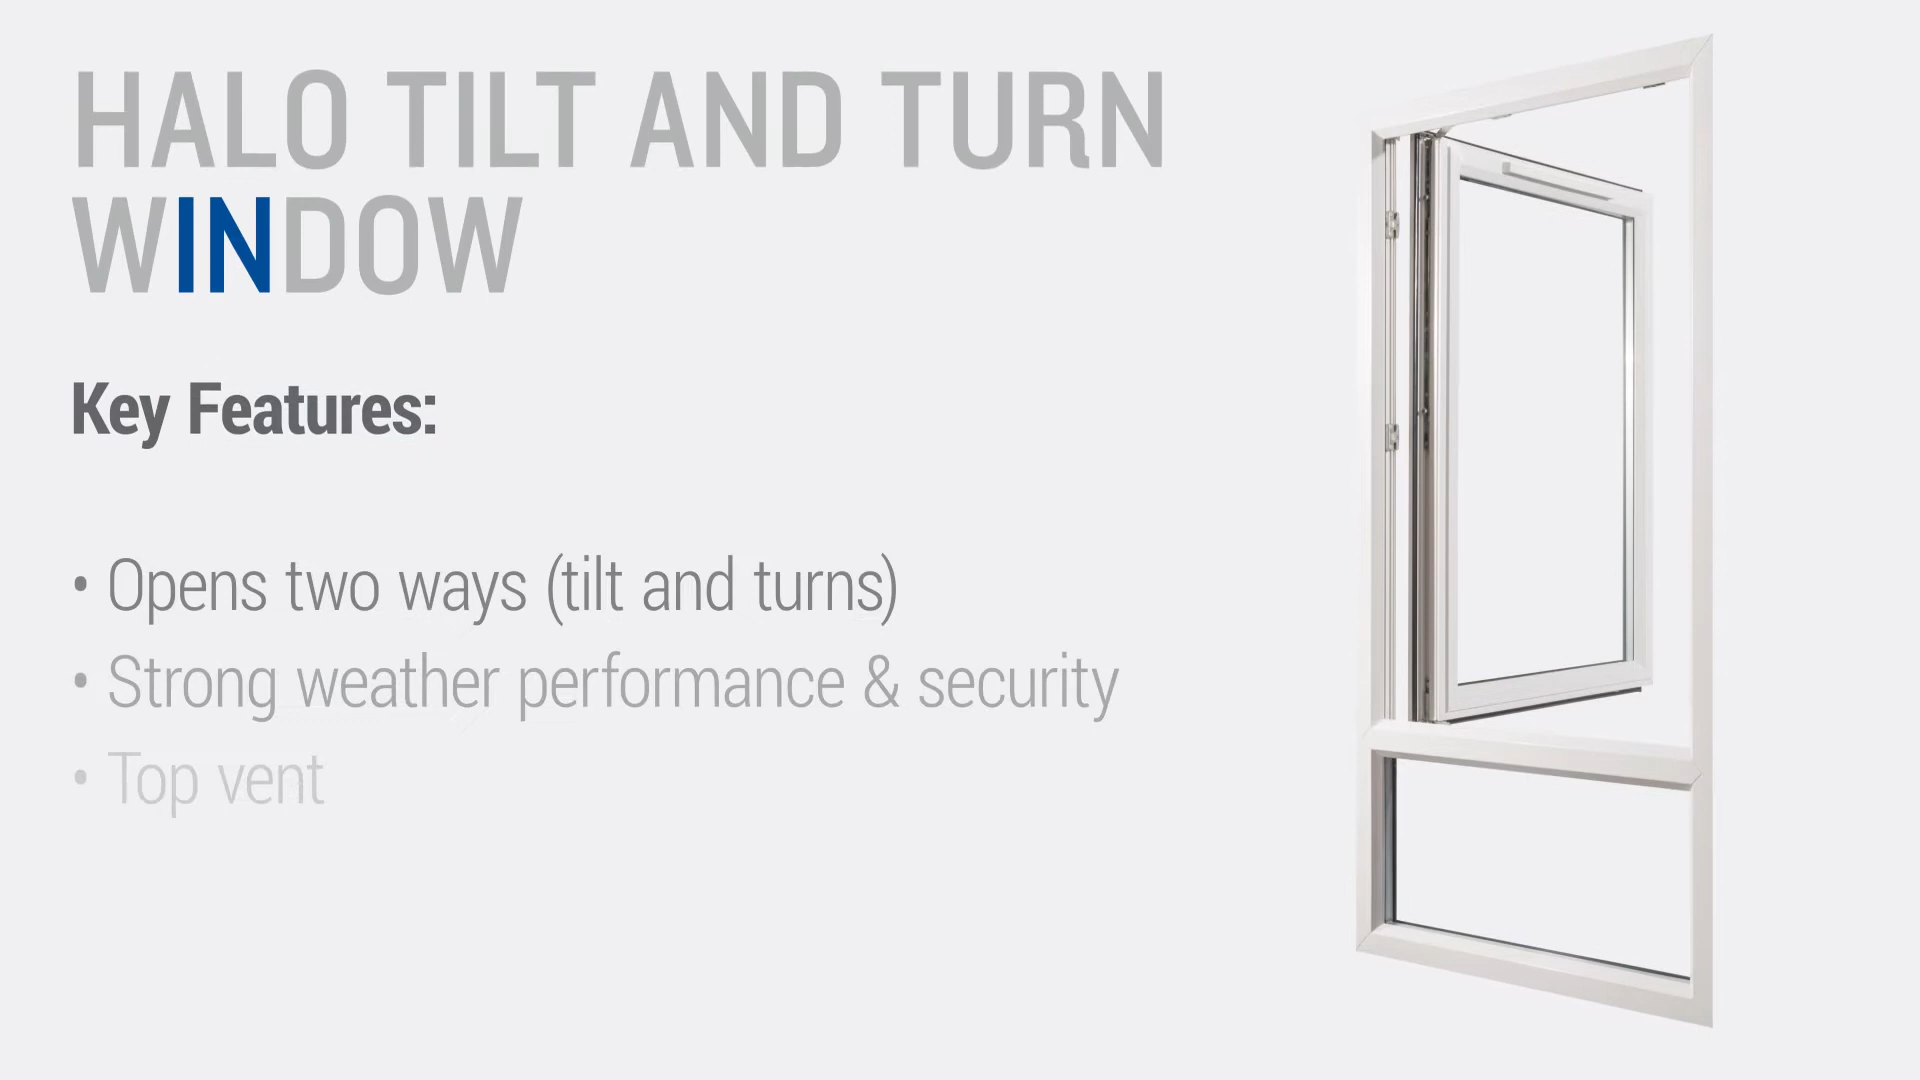 HALO TILT AND TURN
WINDOW
Key Features:
• Opens two ways (tilt and turns)
• Strong weather performance & security
• Top vent